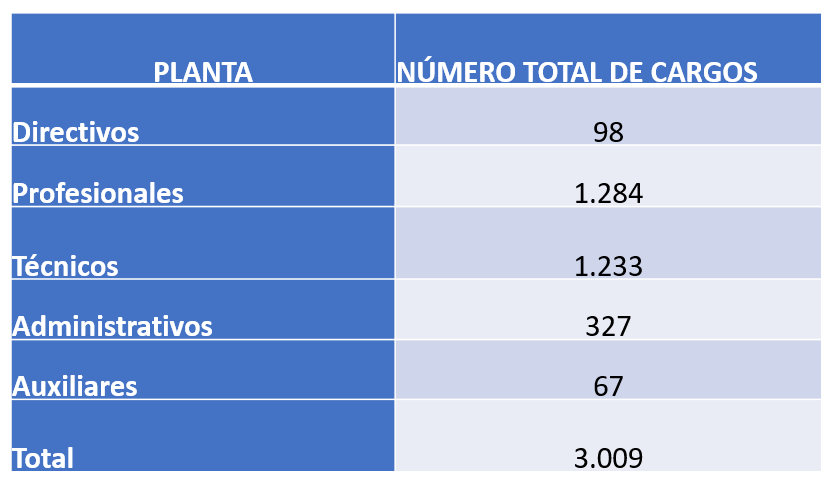 PLANTA NÚMERO TOTAL DE CARGOS
Directivos 98
Profesionales 1.284
Técnicos 1.233
Administrativos 327
Auxiliares 67
Total 3.009